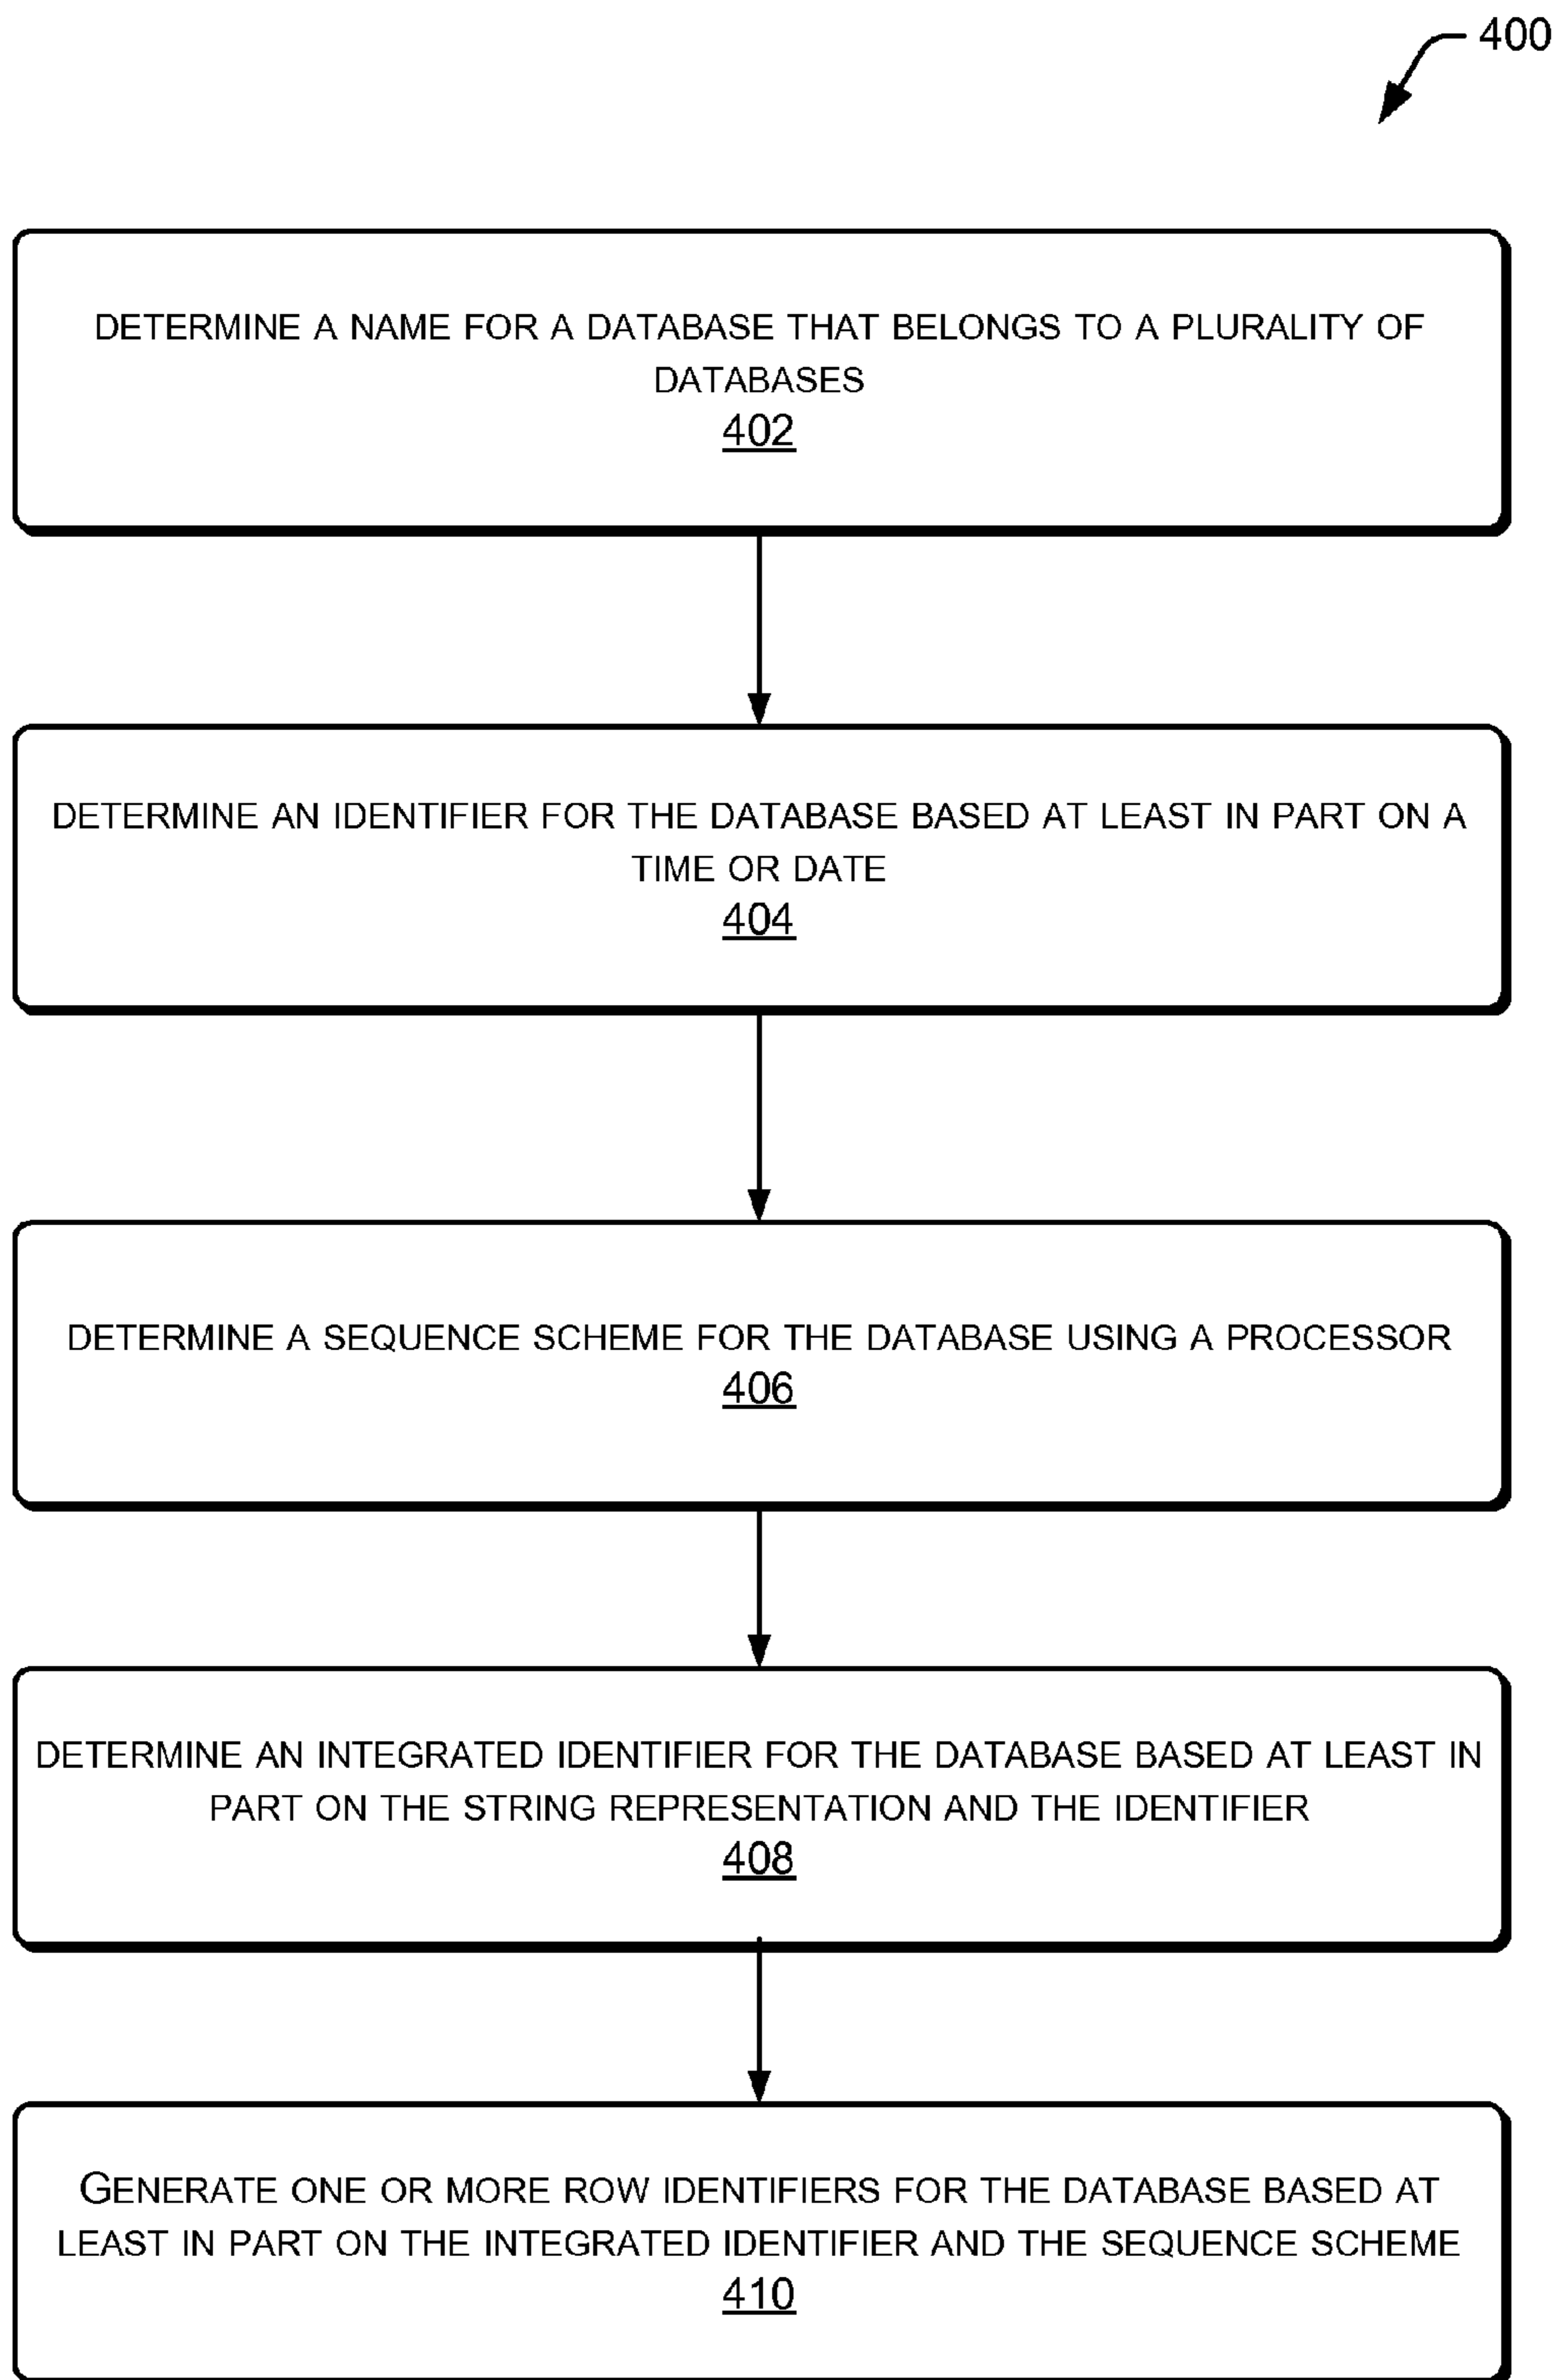 400
DETERMINE A NAME FOR A DATABASE THAT BELONGS TO A PLURALITY OF
DATABASES
402
DETERMINE AN IDENTIFIER FOR THE DATABASE BASED AT LEAST IN PART ON A
TIME OR DATE
404
DETERMINE A SEQUENCE SCHEME FOR THE DATABASE USING A PROCESSOR
406
DETERMINE AN INTEGRATED IDENTIFIER FOR THE DATABASE BASED AT LEAST IN
PART ON THE STRING REPRESENTATION AND THE IDENTIFIER
408
GENERATE ONE OR MORE ROW IDENTIFIERS FOR THE DATABASE BASED AT
LEAST IN PART ON THE INTEGRATED IDENTIFIER AND THE SEQUENCE SCHEME
410